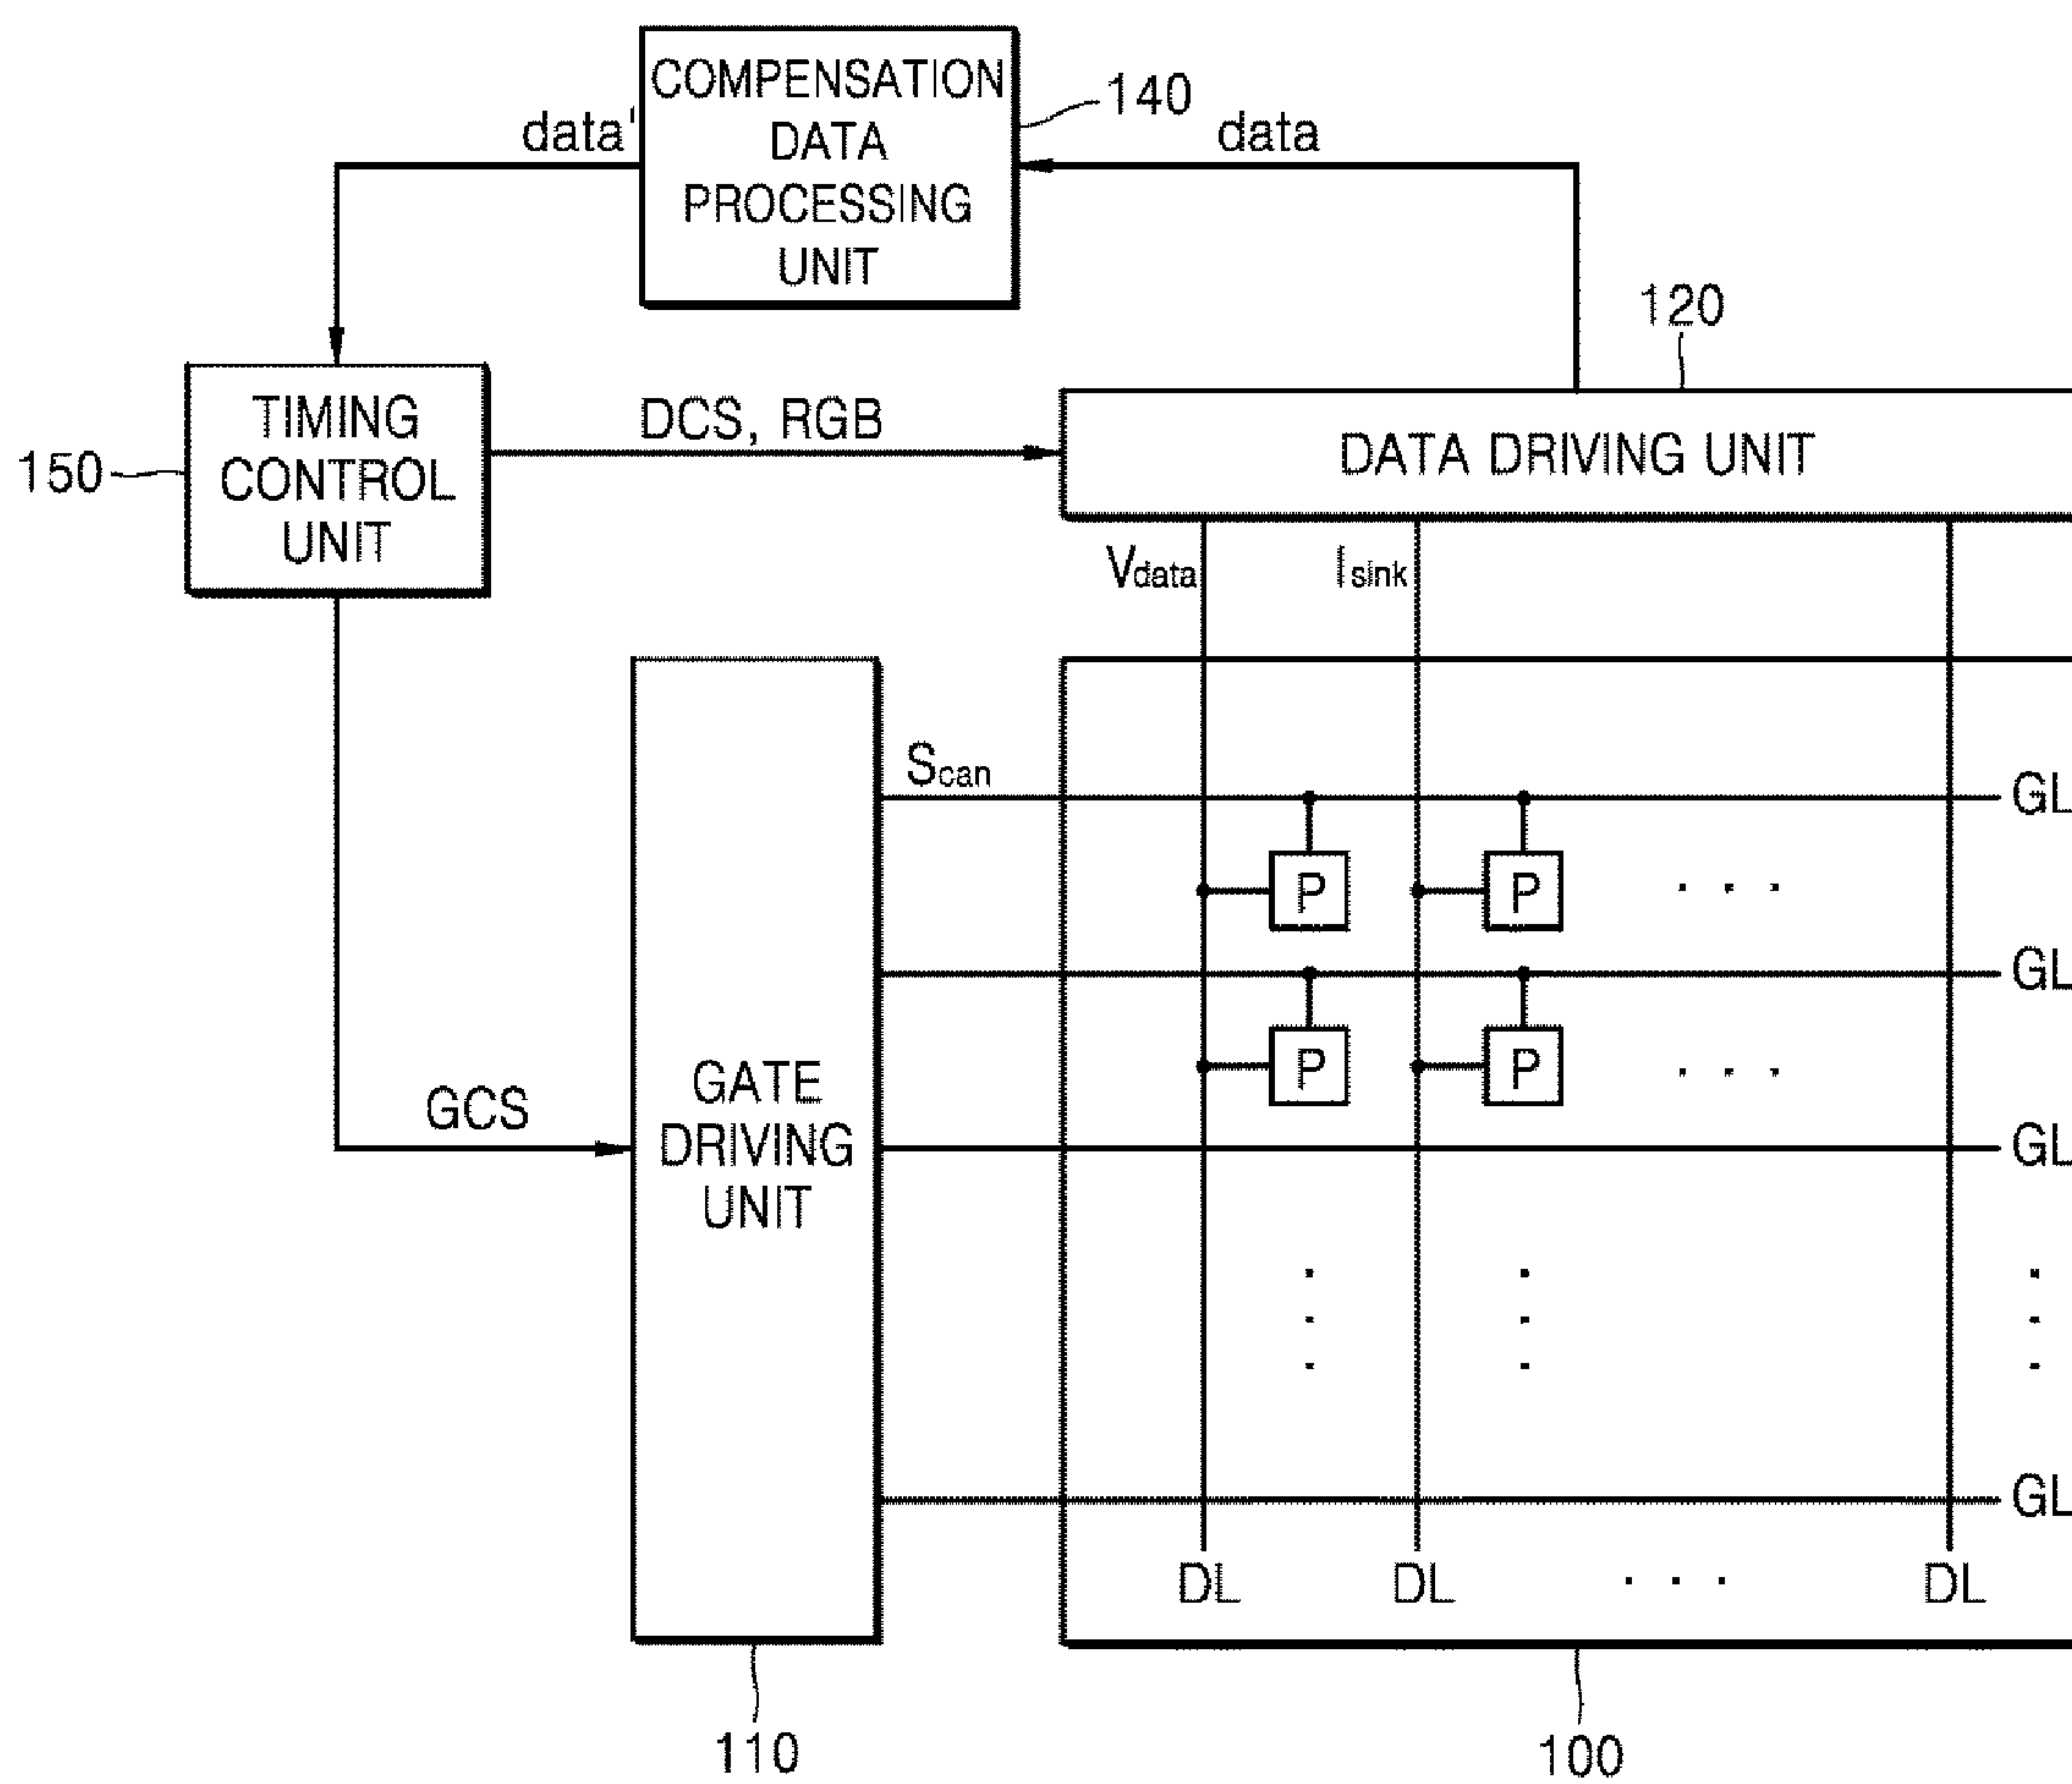 COMPENSATION
DATA
PROCESSING
UNIT
140
data'
data
120
TIMING
CONTROL
UNIT
150
DCS, RGB
DATA DRIVING UNIT
Vdata
Isink
Scan
GL
P
P
. . .
GL
P
P
. . .
GATE
DRIVING
UNIT
GCS
GL
GL
DL
DL
. . .
DL
110
100